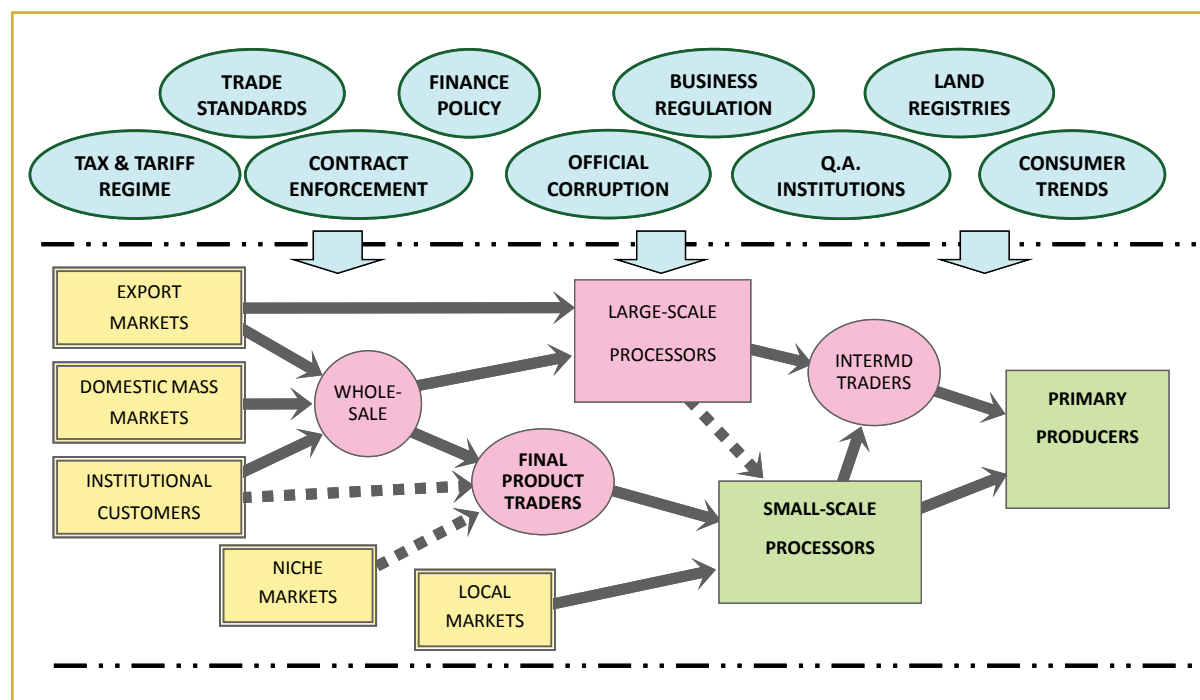 TRADE
STANDARDS
FINANCE
POLICY
BUSINESS
REGULATION
LAND
REGISTRIES
TAX & TARIFF
REGIME
CONTRACT
ENFORCEMENT
OFFICIAL
CORRUPTION
Q.A.
INSTITUTIONS
CONSUMER
TRENDS
EXPORT
MARKETS
LARGE-SCALE
PROCESSORS
DOMESTIC MASS
MARKETS
WHOLE-
SALE
INTERMD
TRADERS
PRIMARY
PRODUCERS
INSTITUTIONAL
CUSTOMERS
FINAL
PRODUCT
TRADERS
SMALL-SCALE
PROCESSORS
NICHE
MARKETS
LOCAL
MARKETS